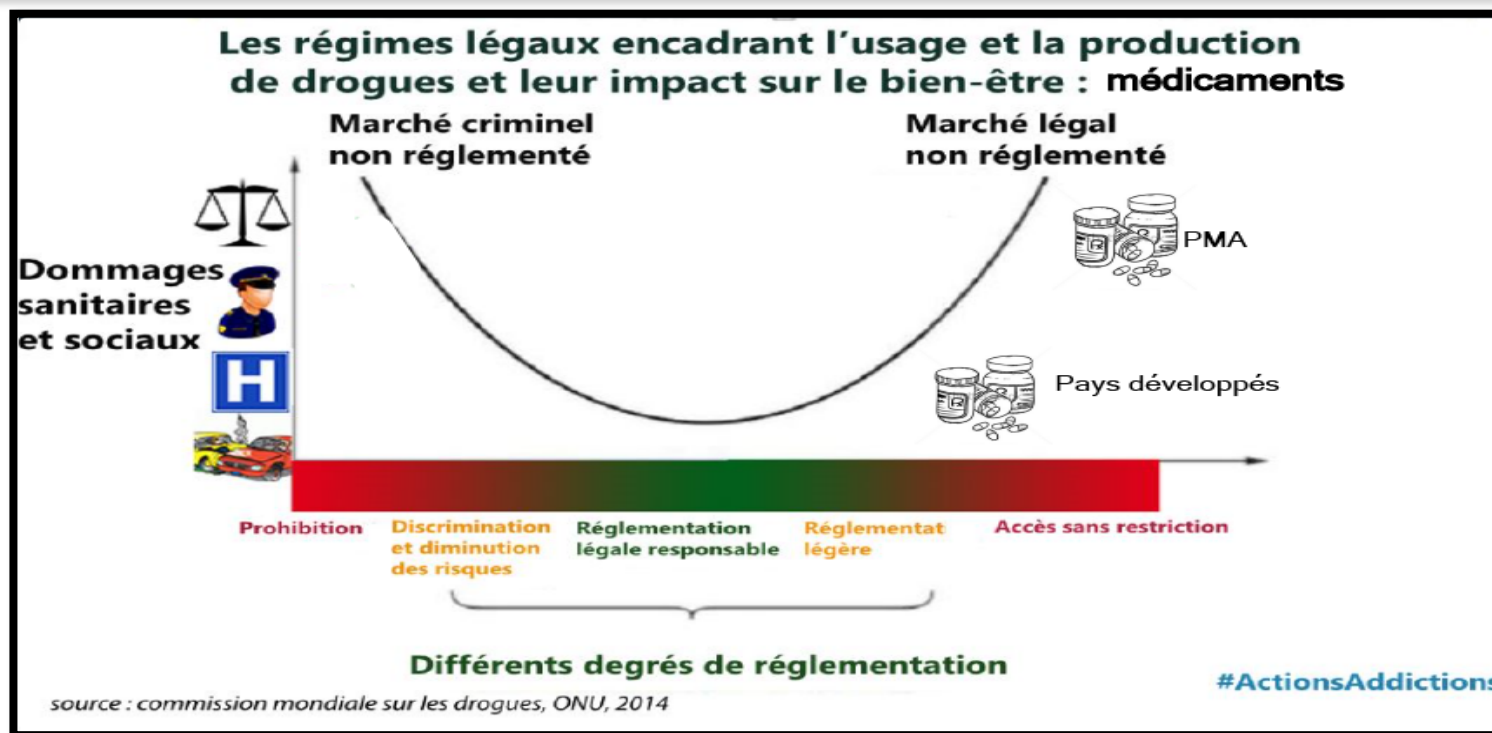 Les régimes légaux encadrant l'usage et la production
de drogues et leur impact sur le bien-être : médicaments
Marché criminel
non réglementé
Marché légal
non réglementé
PMA
Dommages
sanitaires
et sociaux
H
Pays développés
Prohibition
Discrimination
et diminution
des risques
Réglementation
légale responsable
Réglementat
légère
Accès sans restriction
Différents degrés de réglementation
#ActionsAddictions
source : commission mondiale sur les drogues, ONU, 2014